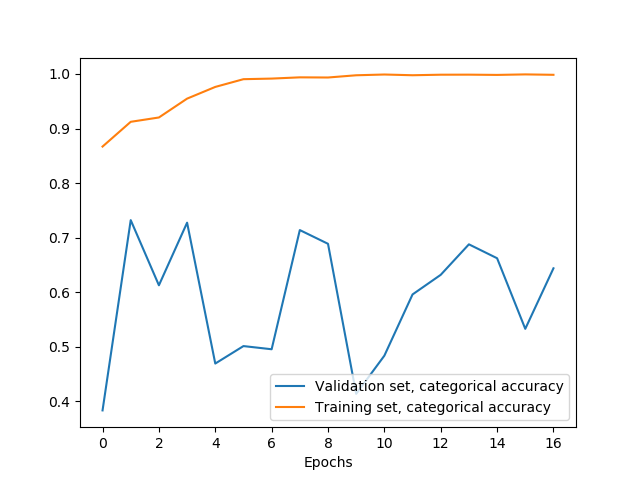 1.0
0.9
0.8
0.7
0.6
0.5
0.4
Validation set, categorical accuracy
Training set, categorical accuracy
0 2 4 6 8 10 12 14 16
Epochs